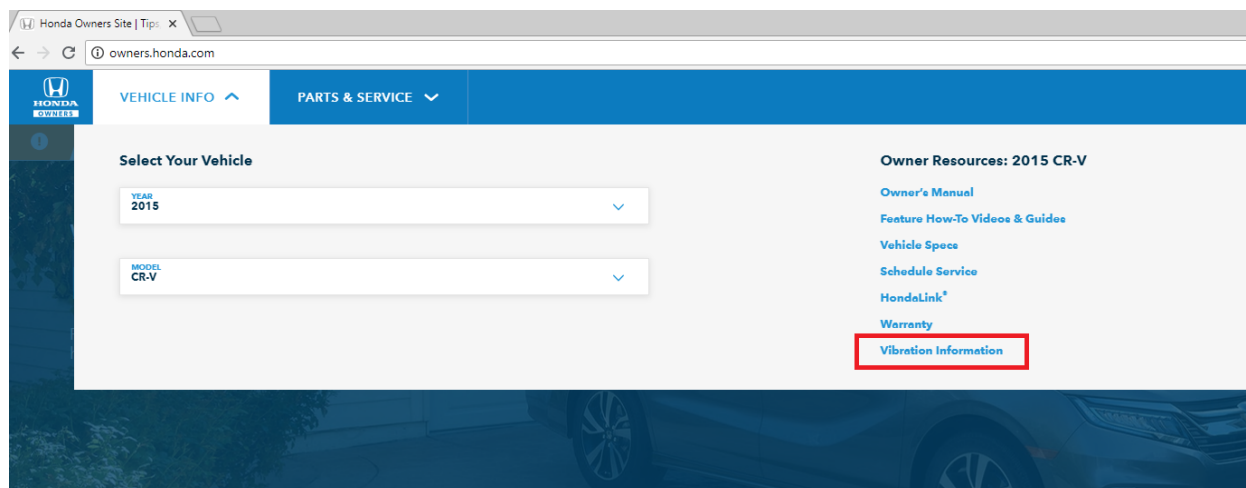 Honda Owners Site | Tips
owners.honda.com
HONDA
OWNERS
VEHICLE INFO
PARTS & SERVICE
Select Your Vehicle
YEAR
2015
MODEL
CR-V
Owner Resources: 2015 CR-V
Owner's Manual
Feature How-To Videos & Guides
Vehicle Specs
Schedule Service
HondaLink®
Warranty
Vibration Information